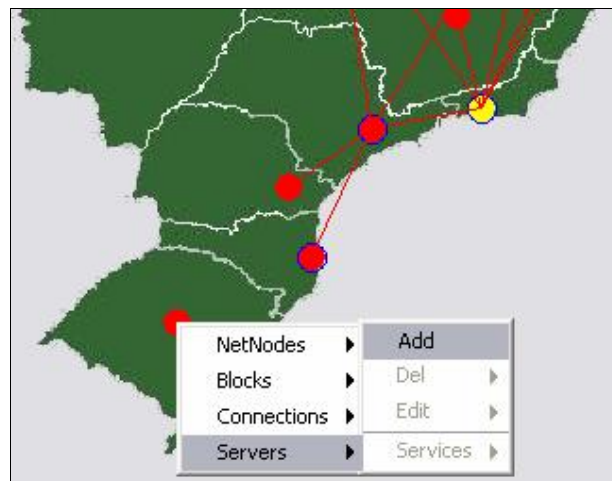 NetNodes
Blocks
Connections
Servers
Add
Del
Edit
Services